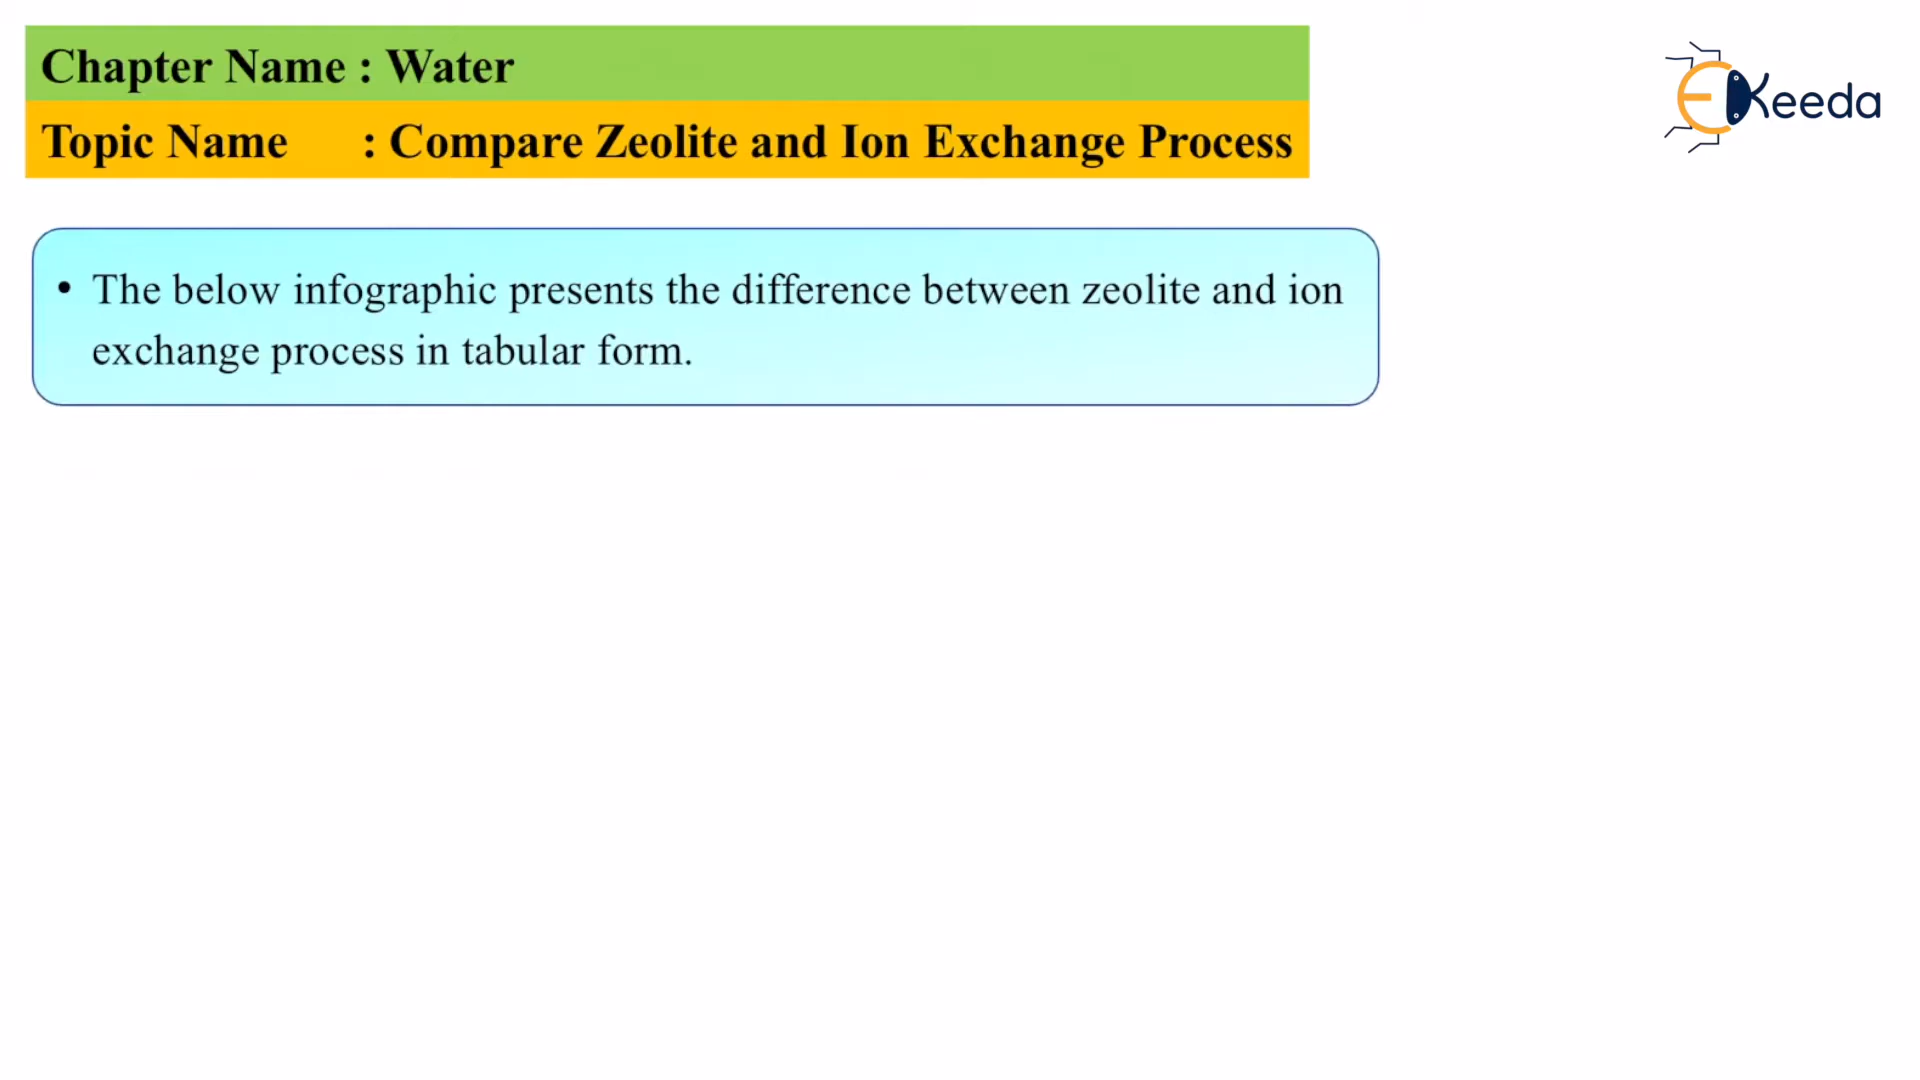 Chapter Name : Water
Topic Name : Compare Zeolite and Ion Exchange Process
EKeeda
• The below infographic presents the difference between zeolite and ion
exchange process in tabular form.